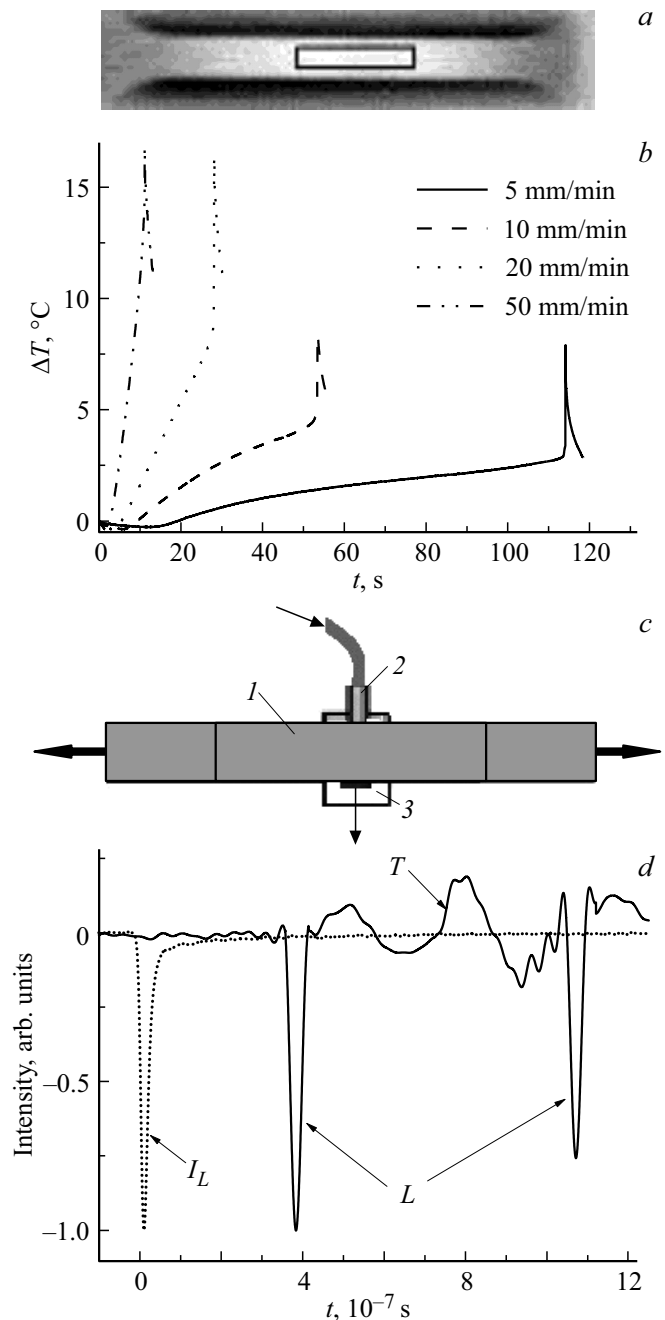 a
b
15
10
5
0
ΔT, °C
5 mm/min
10 mm/min
20 mm/min
50 mm/min
0 20 40 60 80 100 120
t, s
c
1
2
3
d
T
0
–0.5
–1.0
Intensity, arb. units
I_L
L
0 4 8 12
t, 10⁻⁷ s